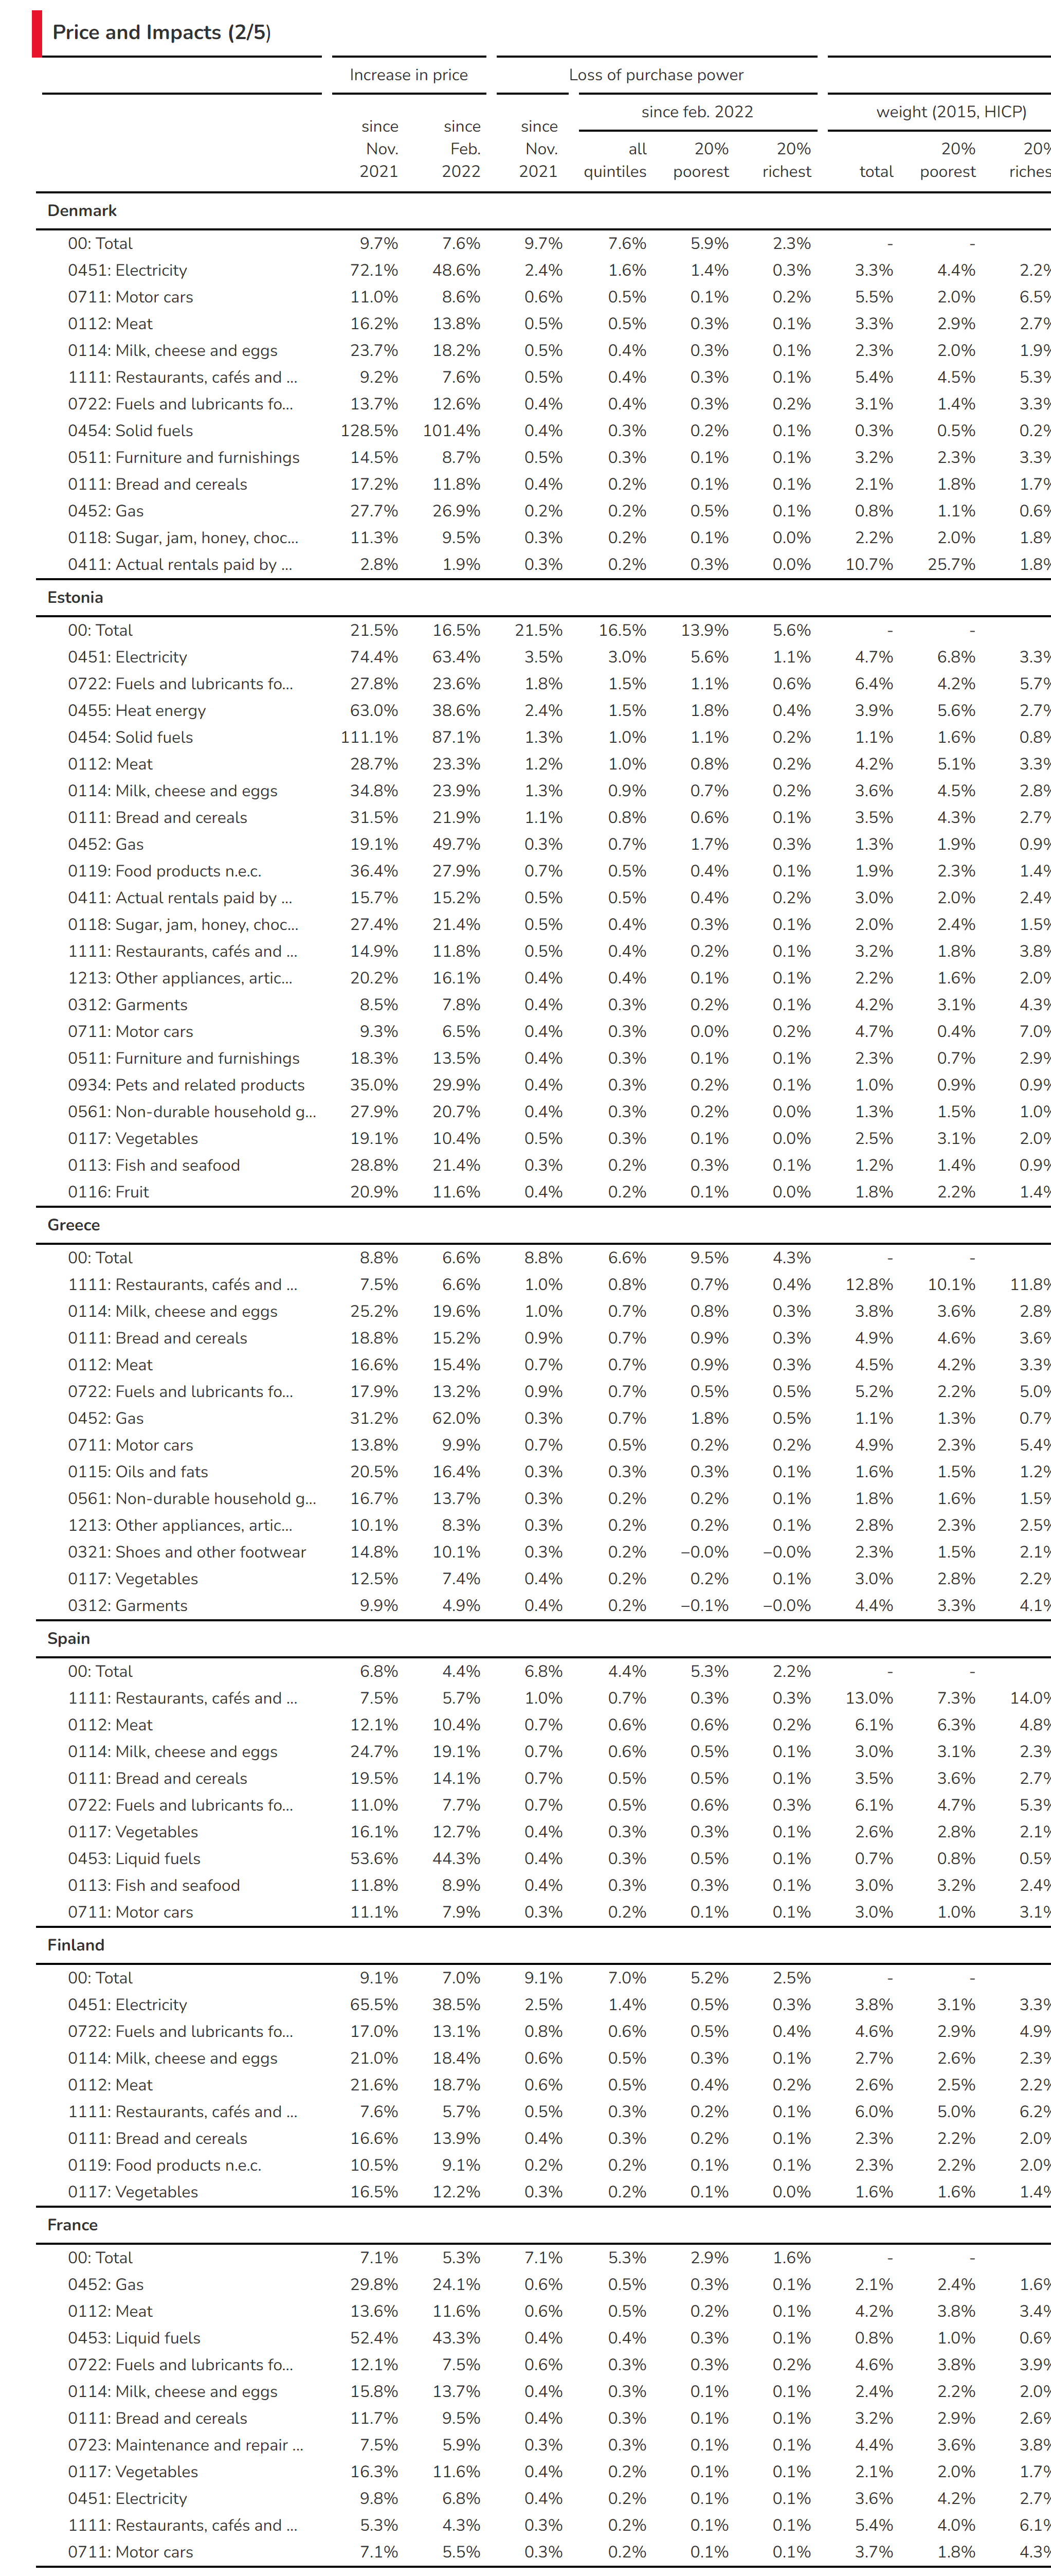 Price and Impacts (2/5)
Increase in price Loss of purchase power
since feb. 2022 weight (2015, HICP)
since since since
Nov. Feb. Nov. all 20% 20% 20% 20%
2021 2022 2021 quintiles poorest richest total poorest riches
Denmark
00: Total 9.7% 7.6% 9.7% 7.6% 5.9% 2.3% - -
0451: Electricity 72.1% 48.6% 2.4% 1.6% 1.4% 0.3% 3.3% 4.4% 2.2%
0711: Motor cars 11.0% 8.6% 0.6% 0.5% 0.1% 0.2% 5.5% 2.0% 6.5%
0112: Meat 16.2% 13.8% 0.5% 0.5% 0.3% 0.1% 3.3% 2.9% 2.7%
0114: Milk, cheese and eggs 23.7% 18.2% 0.5% 0.4% 0.3% 0.1% 2.3% 2.0% 1.9%
1111: Restaurants, cafés and ... 9.2% 7.6% 0.5% 0.4% 0.3% 0.1% 5.4% 4.5% 5.3%
0722: Fuels and lubricants fo... 13.7% 12.6% 0.4% 0.4% 0.3% 0.2% 3.1% 1.4% 3.3%
0454: Solid fuels 128.5% 101.4% 0.4% 0.3% 0.2% 0.1% 0.3% 0.5% 0.2%
0511: Furniture and furnishings 14.5% 8.7% 0.5% 0.3% 0.1% 0.1% 3.2% 2.3% 3.3%
0111: Bread and cereals 17.2% 11.8% 0.4% 0.2% 0.1% 0.1% 2.1% 1.8% 1.7%
0452: Gas 27.7% 26.9% 0.2% 0.2% 0.5% 0.1% 0.8% 1.1% 0.6%
0118: Sugar, jam, honey, choc... 11.3% 9.5% 0.3% 0.2% 0.1% 0.0% 2.2% 2.0% 1.8%
0411: Actual rentals paid by ... 2.8% 1.9% 0.3% 0.2% 0.3% 0.0% 10.7% 25.7% 1.8%
Estonia
00: Total 21.5% 16.5% 21.5% 16.5% 13.9% 5.6% - -
0451: Electricity 74.4% 63.4% 3.5% 3.0% 5.6% 1.1% 4.7% 6.8% 3.3%
0722: Fuels and lubricants fo... 27.8% 23.6% 1.8% 1.5% 1.1% 0.6% 6.4% 4.2% 5.7%
0455: Heat energy 63.0% 38.6% 2.4% 1.5% 1.8% 0.4% 3.9% 5.6% 2.7%
0454: Solid fuels 111.1% 87.1% 1.3% 1.0% 1.1% 0.2% 1.1% 1.6% 0.8%
0112: Meat 28.7% 23.3% 1.2% 1.0% 0.8% 0.2% 4.2% 5.1% 3.3%
0114: Milk, cheese and eggs 34.8% 23.9% 1.3% 0.9% 0.7% 0.2% 3.6% 4.5% 2.8%
0111: Bread and cereals 31.5% 21.9% 1.1% 0.8% 0.6% 0.1% 3.5% 4.3% 2.7%
0452: Gas 19.1% 49.7% 0.3% 0.7% 1.7% 0.3% 1.3% 1.9% 0.9%
0119: Food products n.e.c. 36.4% 27.9% 0.7% 0.5% 0.4% 0.1% 1.9% 2.3% 1.4%
0411: Actual rentals paid by ... 15.7% 15.2% 0.5% 0.5% 0.4% 0.2% 3.0% 2.0% 2.4%
0118: Sugar, jam, honey, choc... 27.4% 21.4% 0.5% 0.4% 0.3% 0.1% 2.0% 2.4% 1.5%
1111: Restaurants, cafés and ... 14.9% 11.8% 0.5% 0.4% 0.2% 0.1% 3.2% 1.8% 3.8%
1213: Other appliances, artic... 20.2% 16.1% 0.4% 0.4% 0.1% 0.1% 2.2% 1.6% 2.0%
0312: Garments 8.5% 7.8% 0.4% 0.3% 0.2% 0.1% 4.2% 3.1% 4.3%
0711: Motor cars 9.3% 6.5% 0.4% 0.3% 0.0% 0.2% 4.7% 0.4% 7.0%
0511: Furniture and furnishings 18.3% 13.5% 0.4% 0.3% 0.1% 0.1% 2.3% 0.7% 2.9%
0934: Pets and related products 35.0% 29.9% 0.4% 0.3% 0.2% 0.1% 1.0% 0.9% 0.9%
0561: Non-durable household g... 27.9% 20.7% 0.4% 0.3% 0.2% 0.0% 1.3% 1.5% 1.0%
0117: Vegetables 19.1% 10.4% 0.5% 0.3% 0.1% 0.0% 2.5% 3.1% 2.0%
0113: Fish and seafood 28.8% 21.4% 0.3% 0.2% 0.3% 0.1% 1.2% 1.4% 0.9%
0116: Fruit 20.9% 11.6% 0.4% 0.2% 0.1% 0.0% 1.8% 2.2% 1.4%
Greece
00: Total 8.8% 6.6% 8.8% 6.6% 9.5% 4.3% - -
1111: Restaurants, cafés and ... 7.5% 6.6% 1.0% 0.8% 0.7% 0.4% 12.8% 10.1% 11.8%
0114: Milk, cheese and eggs 25.2% 19.6% 1.0% 0.7% 0.8% 0.3% 3.8% 3.6% 2.8%
0111: Bread and cereals 18.8% 15.2% 0.9% 0.7% 0.9% 0.3% 4.9% 4.6% 3.6%
0112: Meat 16.6% 15.4% 0.7% 0.7% 0.9% 0.3% 4.5% 4.2% 3.3%
0722: Fuels and lubricants fo... 17.9% 13.2% 0.9% 0.7% 0.5% 0.5% 5.2% 2.2% 5.0%
0452: Gas 31.2% 62.0% 0.3% 0.7% 1.8% 0.5% 1.1% 1.3% 0.7%
0711: Motor cars 13.8% 9.9% 0.7% 0.5% 0.2% 0.2% 4.9% 2.3% 5.4%
0115: Oils and fats 20.5% 16.4% 0.3% 0.3% 0.3% 0.1% 1.6% 1.5% 1.2%
0561: Non-durable household g... 16.7% 13.7% 0.3% 0.2% 0.2% 0.1% 1.8% 1.6% 1.5%
1213: Other appliances, artic... 10.1% 8.3% 0.3% 0.2% 0.2% 0.1% 2.8% 2.3% 2.5%
0321: Shoes and other footwear 14.8% 10.1% 0.3% 0.2% −0.0% −0.0% 2.3% 1.5% 2.1%
0117: Vegetables 12.5% 7.4% 0.4% 0.2% 0.2% 0.1% 3.0% 2.8% 2.2%
0312: Garments 9.9% 4.9% 0.4% 0.2% −0.1% −0.0% 4.4% 3.3% 4.1%
Spain
00: Total 6.8% 4.4% 6.8% 4.4% 5.3% 2.2% - -
1111: Restaurants, cafés and ... 7.5% 5.7% 1.0% 0.7% 0.3% 0.3% 13.0% 7.3% 14.0%
0112: Meat 12.1% 10.4% 0.7% 0.6% 0.6% 0.2% 6.1% 6.3% 4.8%
0114: Milk, cheese and eggs 24.7% 19.1% 0.7% 0.6% 0.5% 0.1% 3.0% 3.1% 2.3%
0111: Bread and cereals 19.5% 14.1% 0.7% 0.5% 0.5% 0.1% 3.5% 3.6% 2.7%
0722: Fuels and lubricants fo... 11.0% 7.7% 0.7% 0.5% 0.6% 0.3% 6.1% 4.7% 5.3%
0117: Vegetables 16.1% 12.7% 0.4% 0.3% 0.3% 0.1% 2.6% 2.8% 2.1%
0453: Liquid fuels 53.6% 44.3% 0.4% 0.3% 0.5% 0.1% 0.7% 0.8% 0.5%
0113: Fish and seafood 11.8% 8.9% 0.4% 0.3% 0.3% 0.1% 3.0% 3.2% 2.4%
0711: Motor cars 11.1% 7.9% 0.3% 0.2% 0.1% 0.1% 3.0% 1.0% 3.1%
Finland
00: Total 9.1% 7.0% 9.1% 7.0% 5.2% 2.5% - -
0451: Electricity 65.5% 38.5% 2.5% 1.4% 0.5% 0.3% 3.8% 3.1% 3.3%
0722: Fuels and lubricants fo... 17.0% 13.1% 0.8% 0.6% 0.5% 0.4% 4.6% 2.9% 4.9%
0114: Milk, cheese and eggs 21.0% 18.4% 0.6% 0.5% 0.3% 0.1% 2.7% 2.6% 2.3%
0112: Meat 21.6% 18.7% 0.6% 0.5% 0.4% 0.2% 2.6% 2.5% 2.2%
1111: Restaurants, cafés and ... 7.6% 5.7% 0.5% 0.3% 0.2% 0.1% 6.0% 5.0% 6.2%
0111: Bread and cereals 16.6% 13.9% 0.4% 0.3% 0.2% 0.1% 2.3% 2.2% 2.0%
0119: Food products n.e.c. 10.5% 9.1% 0.2% 0.2% 0.1% 0.1% 2.3% 2.2% 2.0%
0117: Vegetables 16.5% 12.2% 0.3% 0.2% 0.1% 0.0% 1.6% 1.6% 1.4%
France
00: Total 7.1% 5.3% 7.1% 5.3% 2.9% 1.6% - -
0452: Gas 29.8% 24.1% 0.6% 0.5% 0.3% 0.1% 2.1% 2.4% 1.6%
0112: Meat 13.6% 11.6% 0.6% 0.5% 0.2% 0.1% 4.2% 3.8% 3.4%
0453: Liquid fuels 52.4% 43.3% 0.4% 0.4% 0.3% 0.1% 0.8% 1.0% 0.6%
0722: Fuels and lubricants fo... 12.1% 7.5% 0.6% 0.3% 0.3% 0.2% 4.6% 3.8% 3.9%
0114: Milk, cheese and eggs 15.8% 13.7% 0.4% 0.3% 0.1% 0.1% 2.4% 2.2% 2.0%
0111: Bread and cereals 11.7% 9.5% 0.4% 0.3% 0.1% 0.1% 3.2% 2.9% 2.6%
0723: Maintenance and repair ... 7.5% 5.9% 0.3% 0.3% 0.1% 0.1% 4.4% 3.6% 3.8%
0117: Vegetables 16.3% 11.6% 0.4% 0.2% 0.1% 0.1% 2.1% 2.0% 1.7%
0451: Electricity 9.8% 6.8% 0.4% 0.2% 0.1% 0.1% 3.6% 4.2% 2.7%
1111: Restaurants, cafés and ... 5.3% 4.3% 0.3% 0.2% 0.1% 0.1% 5.4% 4.0% 6.1%
0711: Motor cars 7.1% 5.5% 0.3% 0.2% 0.1% 0.1% 3.7% 1.8% 4.3%